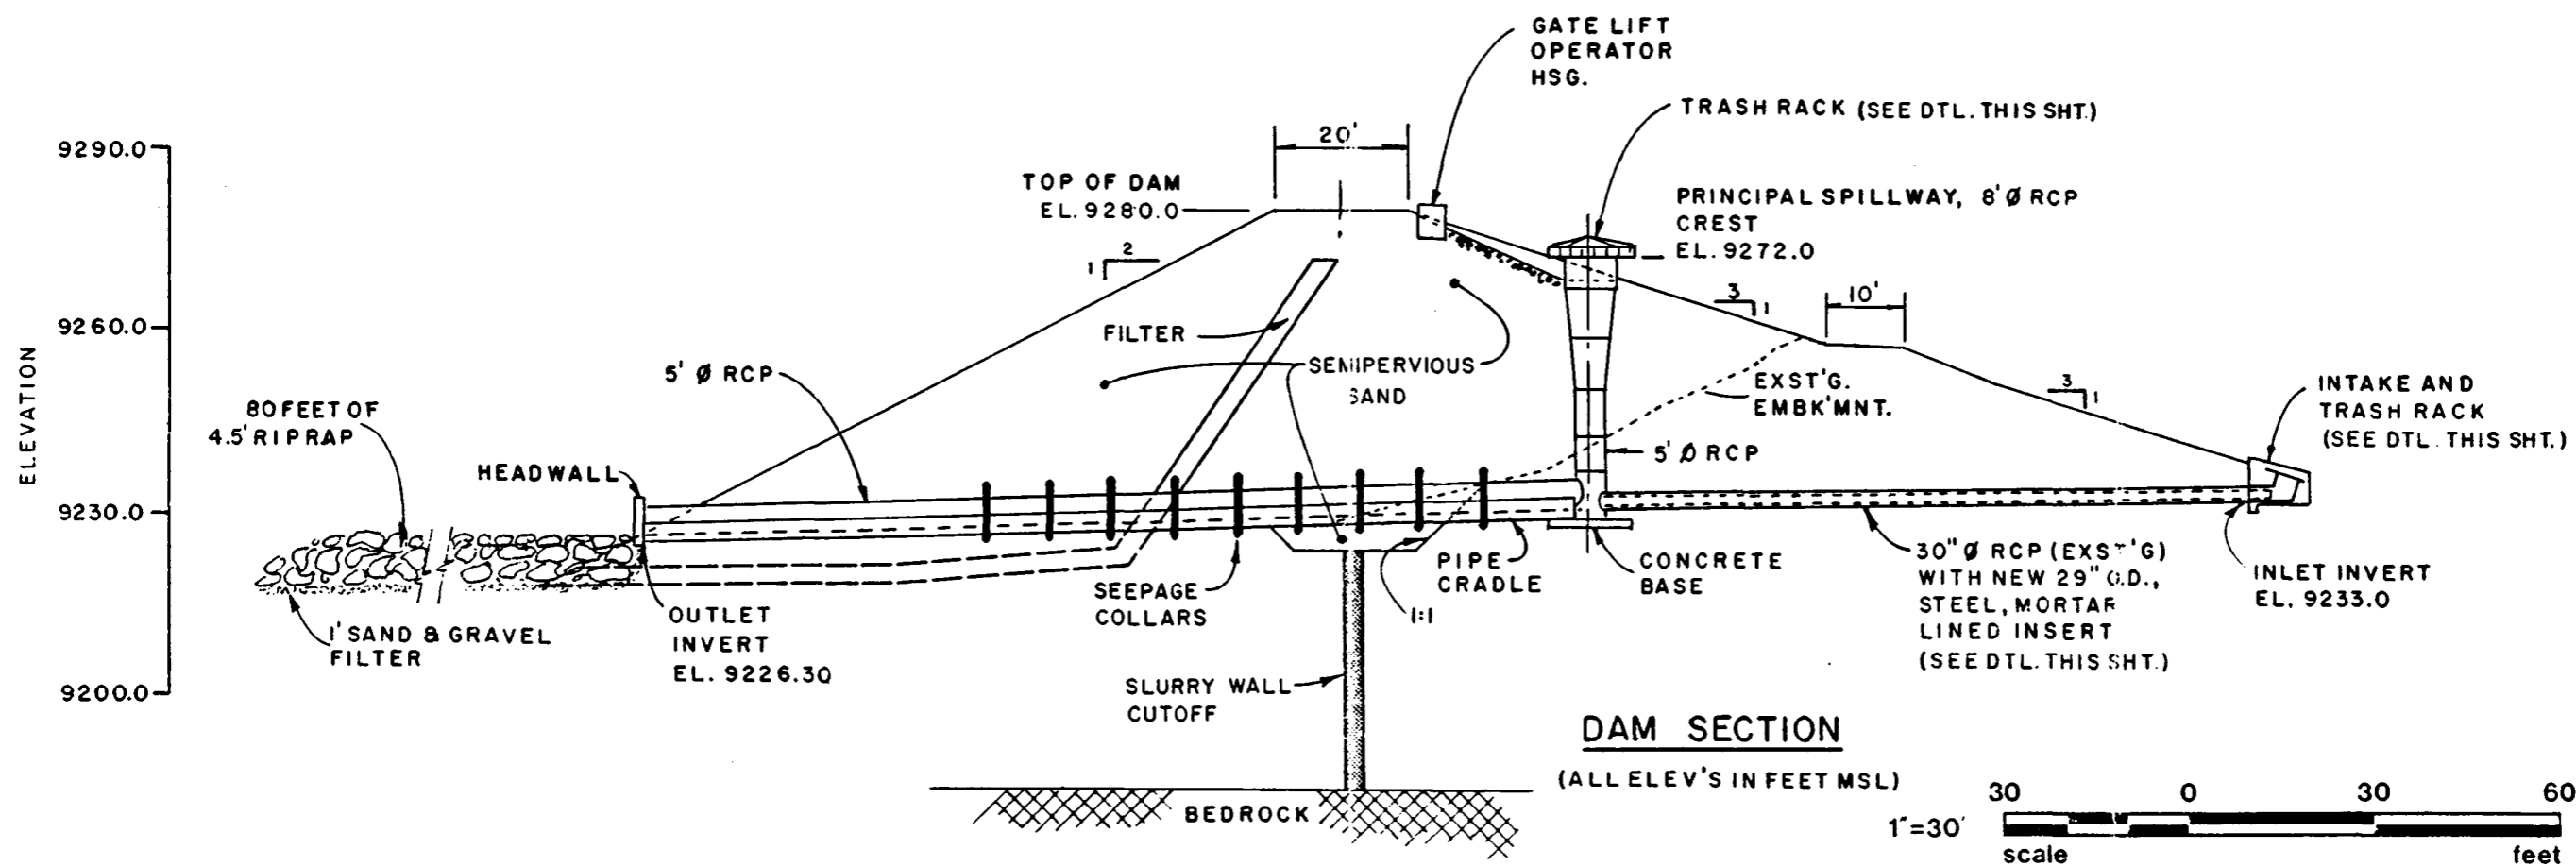 GATE LIFT
OPERATOR
HSG.
TRASH RACK (SEE DTL. THIS SHT.)
9290.0
20'
TOP OF DAM
EL. 9280.0
PRINCIPAL SPILLWAY, 8' Ø RCP
CREST
EL. 9272.0
2
1
3
1
10'
9260.0
FILTER
SEMIPERVIOUS
SAND
5' Ø RCP
EXST'G.
EMBK'MNT.
3
1
INTAKE AND
TRASH RACK
(SEE DTL. THIS SHT.)
ELEVATION
80 FEET OF
4.5' RIPRAP
HEADWALL
5' Ø RCP
9230.0
1' SAND & GRAVEL
FILTER
OUTLET
INVERT
EL. 9226.30
SEEPAGE
COLLARS
PIPE
CRADLE
1:1
CONCRETE
BASE
30" Ø RCP (EXST'G)
WITH NEW 29" O.D.,
STEEL, MORTAR
LINED INSERT
(SEE DTL. THIS SHT.)
INLET INVERT
EL. 9233.0
9200.0
SLURRY WALL
CUTOFF
DAM SECTION
(ALL ELEV'S IN FEET MSL)
BEDROCK
30 0 30 60
1"=30'
scale feet